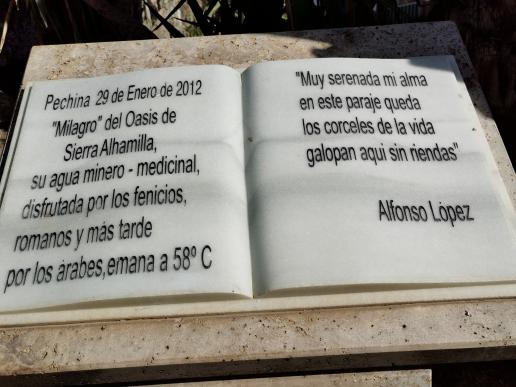 Pechina 29 de Enero de 2012
"Milagro" del Oasis de
Sierra Alhamilla,
su agua minero - medicinal,
disfrutada por los fenicios,
romanos y más tarde
por los árabes, emana a 58º C
"Muy serenada mi alma
en este paraje queda
los corceles de la vida
galopan aqui sin riendas"
Alfonso López